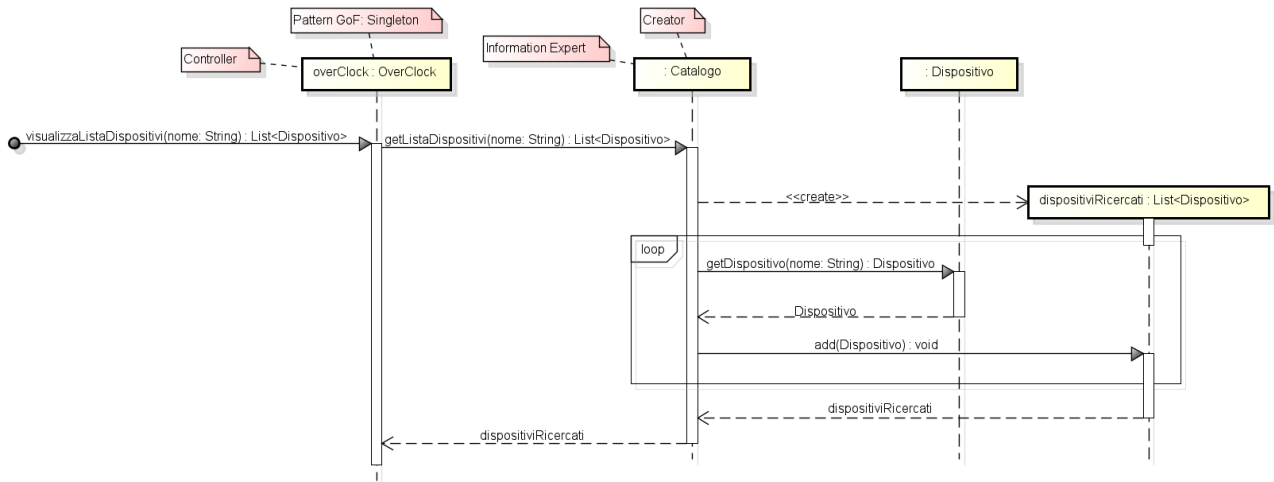 Pattern GoF: Singleton
Creator
Controller
Information Expert
overClock : OverClock
: Catalogo
: Dispositivo
visualizzaListaDispositivi(nome: String) : List<Dispositivo>
getListaDispositivi(nome: String) : List<Dispositivo>
<<create>>
dispositiviRicercati : List<Dispositivo>
loop
getDispositivo(nome: String) : Dispositivo
Dispositivo
add(Dispositivo) : void
dispositiviRicercati
dispositiviRicercati